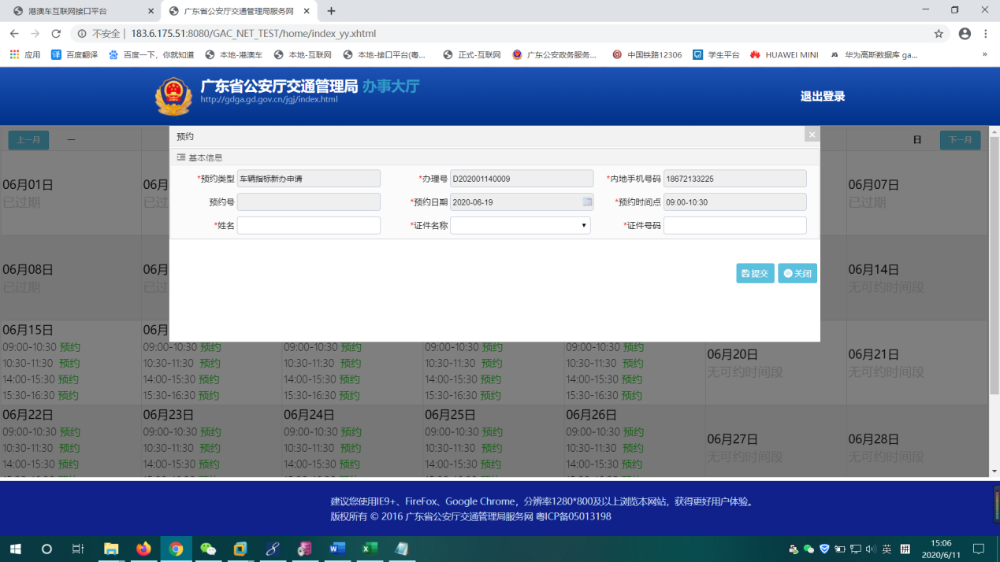 港澳车互联网接口平台 广东省公安厅交通管理局服务网
不安全 | 183.6.175.51:8080/GAC_NET_TEST/home/index_yy.xhtml
应用 百度翻译 百度一下，你就知道 本地-港澳车 本地-互联网 本地-接口平台(粤... 正式-互联网 广东公安政务服务... 中国铁路12306 学生平台 HUAWEI MINI 华为高斯数据库 ga... »
广东省公安厅交通管理局 办事大厅
http://gdga.gd.gov.cn/jgj/index.html
退出登录
上一月 一 日 下一月
预约
基本信息
*预约类型 车辆指标新办申请 *办理号 D202001140009 *内地手机号码 18672133225
预约号 *预约日期 2020-06-19 *预约时间点 09:00-10:30
*姓名 *证件名称 *证件号码
提交 关闭
06月01日 06月 06月07日
已过期 已过 已过期
06月08日 06月 06月14日
已过期 已过 无可约时间段
06月15日 06月
09:00-10:30 预约 09:00-10:30 预约 09:00-10:30 预约 09:00-10:30 预约 09:00-10:30 预约 06月20日 06月21日
10:30-11:30 预约 10:30-11:30 预约 10:30-11:30 预约 10:30-11:30 预约 10:30-11:30 预约 无可约时间段 无可约时间段
14:00-15:30 预约 14:00-15:30 预约 14:00-15:30 预约 14:00-15:30 预约 14:00-15:30 预约
15:30-16:30 预约 15:30-16:30 预约 15:30-16:30 预约 15:30-16:30 预约 15:30-16:30 预约
06月22日 06月23日 06月24日 06月25日 06月26日
09:00-10:30 预约 09:00-10:30 预约 09:00-10:30 预约 09:00-10:30 预约 09:00-10:30 预约 06月27日 06月28日
10:30-11:30 预约 10:30-11:30 预约 10:30-11:30 预约 10:30-11:30 预约 10:30-11:30 预约 无可约时间段 无可约时间段
14:00-15:30 预约 14:00-15:30 预约 14:00-15:30 预约 14:00-15:30 预约 14:00-15:30 预约
建议您使用IE9+、FireFox、Google Chrome，分辨率1280*800及以上浏览本网站，获得更好用户体验。
版权所有 © 2016 广东省公安厅交通管理局服务网 粤ICP备05013198
英 拼 15:06
2020/6/11